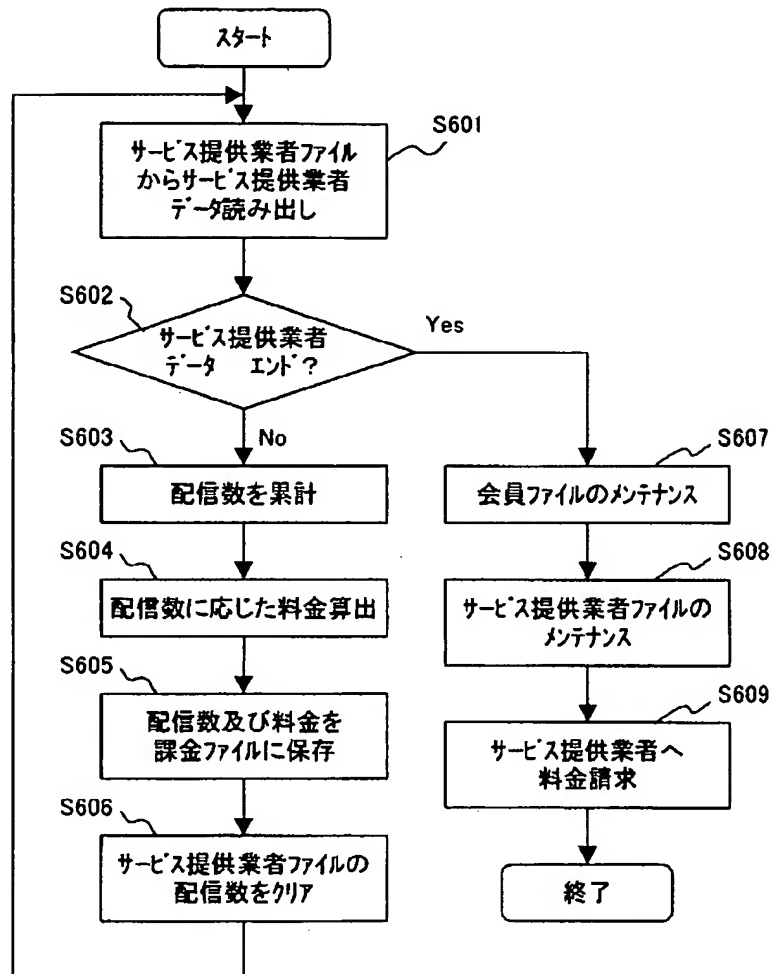 スタート
S601
サービス提供業者ファイル
からサービス提供業者
データ読み出し
S602
サービス提供業者
データ エンド?
Yes
No
S603
配信数を累計
S604
配信数に応じた料金算出
S605
配信数及び料金を
課金ファイルに保存
S606
サービス提供業者ファイルの
配信数をクリア
S607
会員ファイルのメンテナンス
S608
サービス提供業者ファイルの
メンテナンス
S609
サービス提供業者へ
料金請求
終了